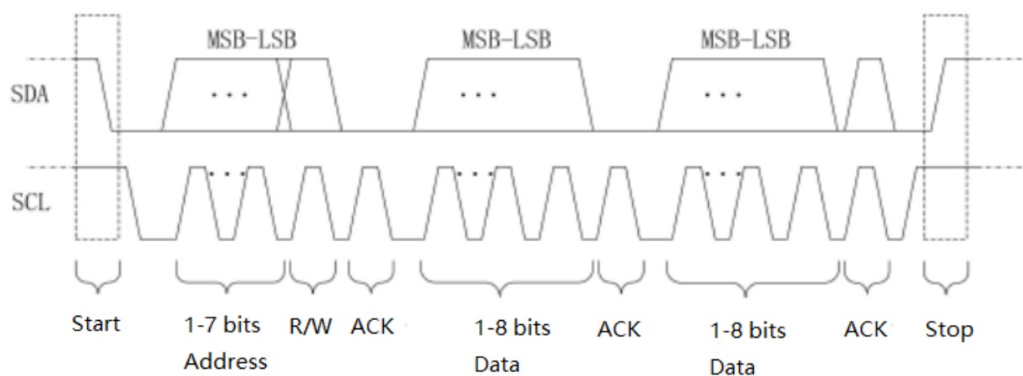 MSB-LSB MSB-LSB MSB-LSB
SDA ... ... ...
SCL ... ... ...
Start 1-7 bits R/W ACK 1-8 bits ACK 1-8 bits ACK Stop
Address Data Data